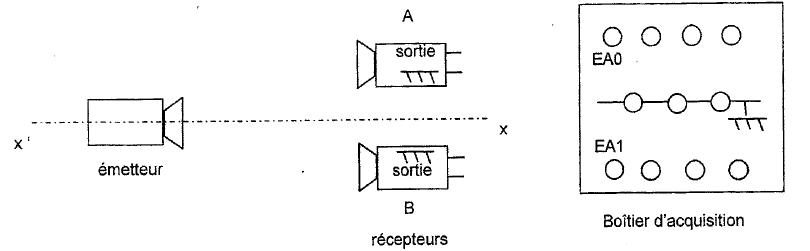 A
sortie
EA0
x'
x
émetteur
sortie
EA1
B
récepteurs
Boîtier d'acquisition